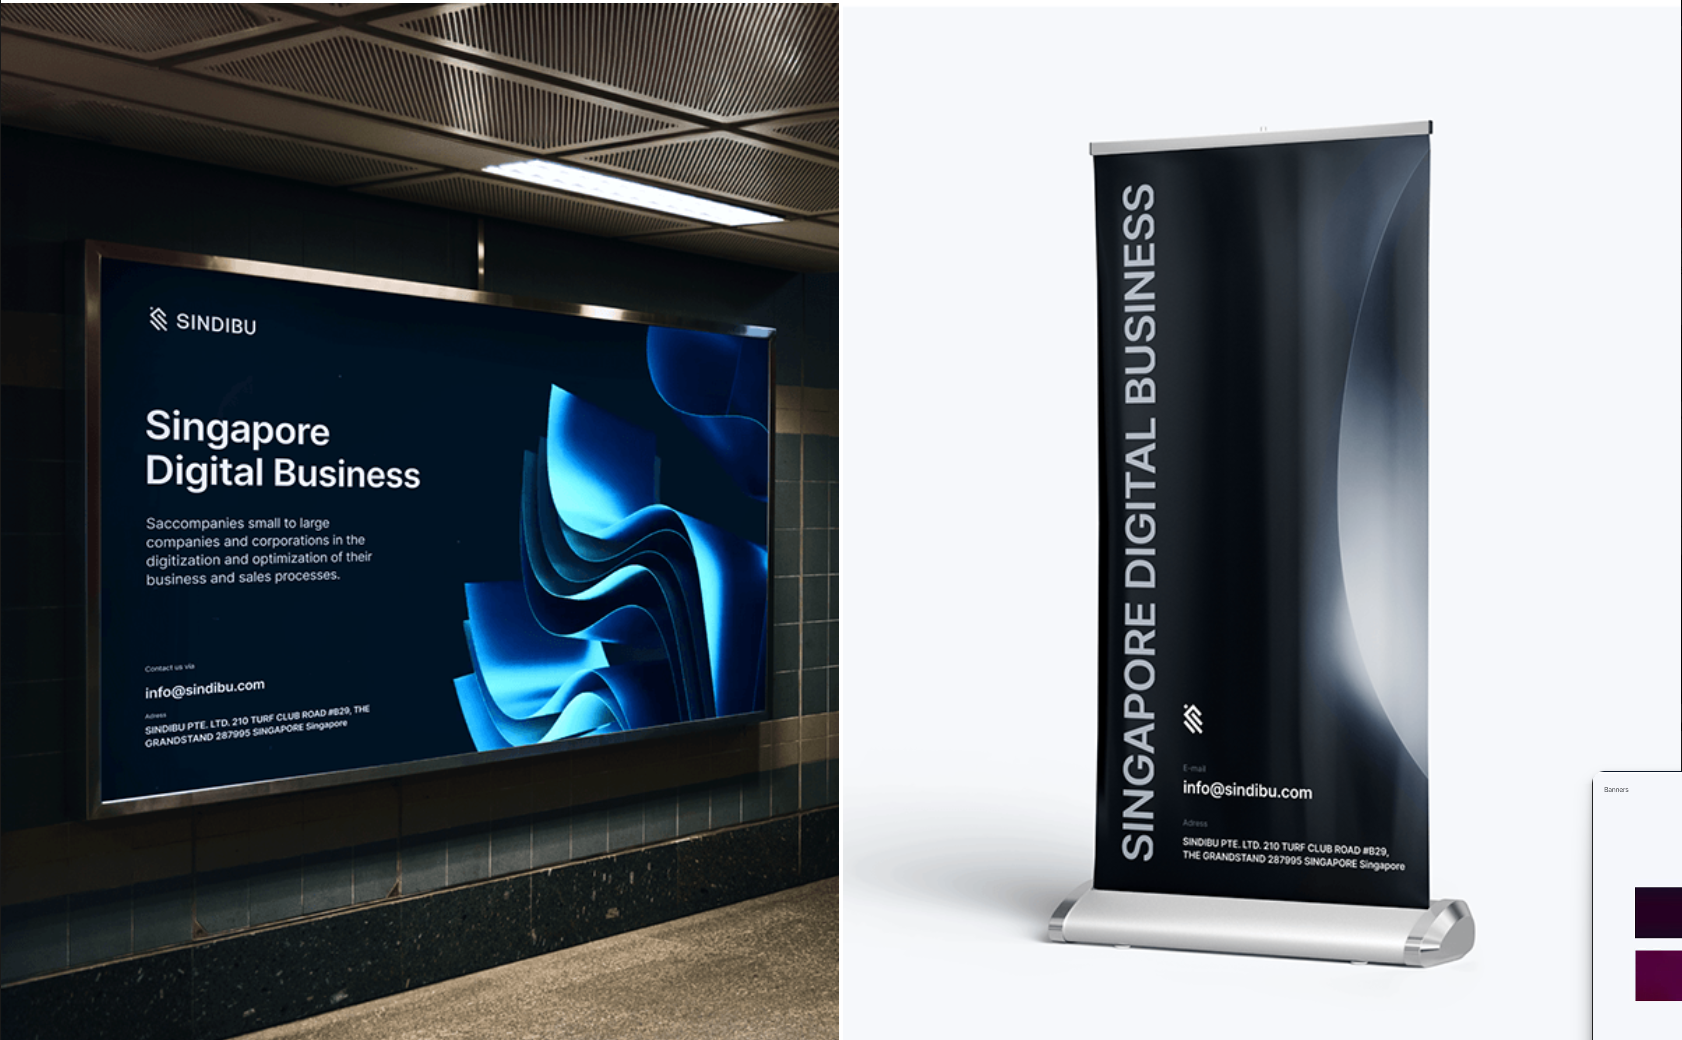 SINDIBU
Singapore
Digital Business
Saccompanies small to large
companies and corporations in the
digitization and optimization of their
business and sales processes.
Contact us via
info@sindibu.com
Adress
SINDIBU PTE. LTD. 210 TURF CLUB ROAD #B29, THE
GRANDSTAND 287995 SINGAPORE Singapore
SINGAPORE DIGITAL BUSINESS
E-mail
info@sindibu.com
Adress
SINDIBU PTE. LTD. 210 TURF CLUB ROAD #B29,
THE GRANDSTAND 287995 SINGAPORE Singapore
Banners